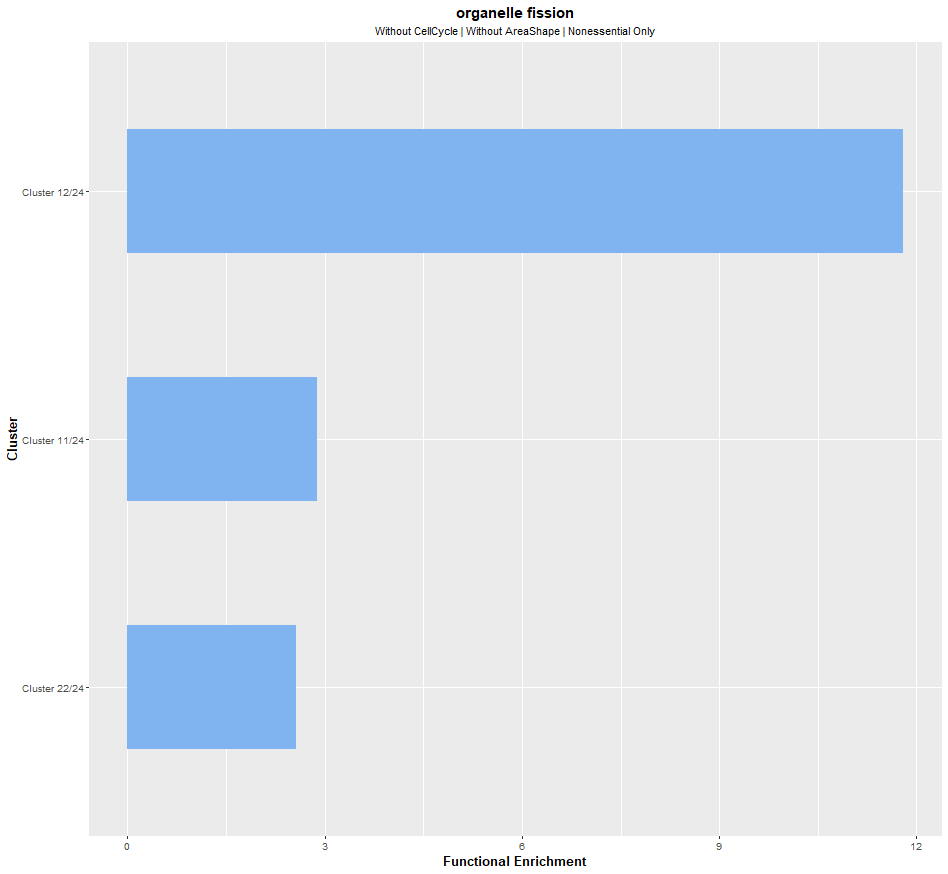 organelle fission
Without CellCycle | Without AreaShape | Nonessential Only
Cluster
Cluster 12/24
Cluster 11/24
Cluster 22/24
0 3 6 9 12
Functional Enrichment